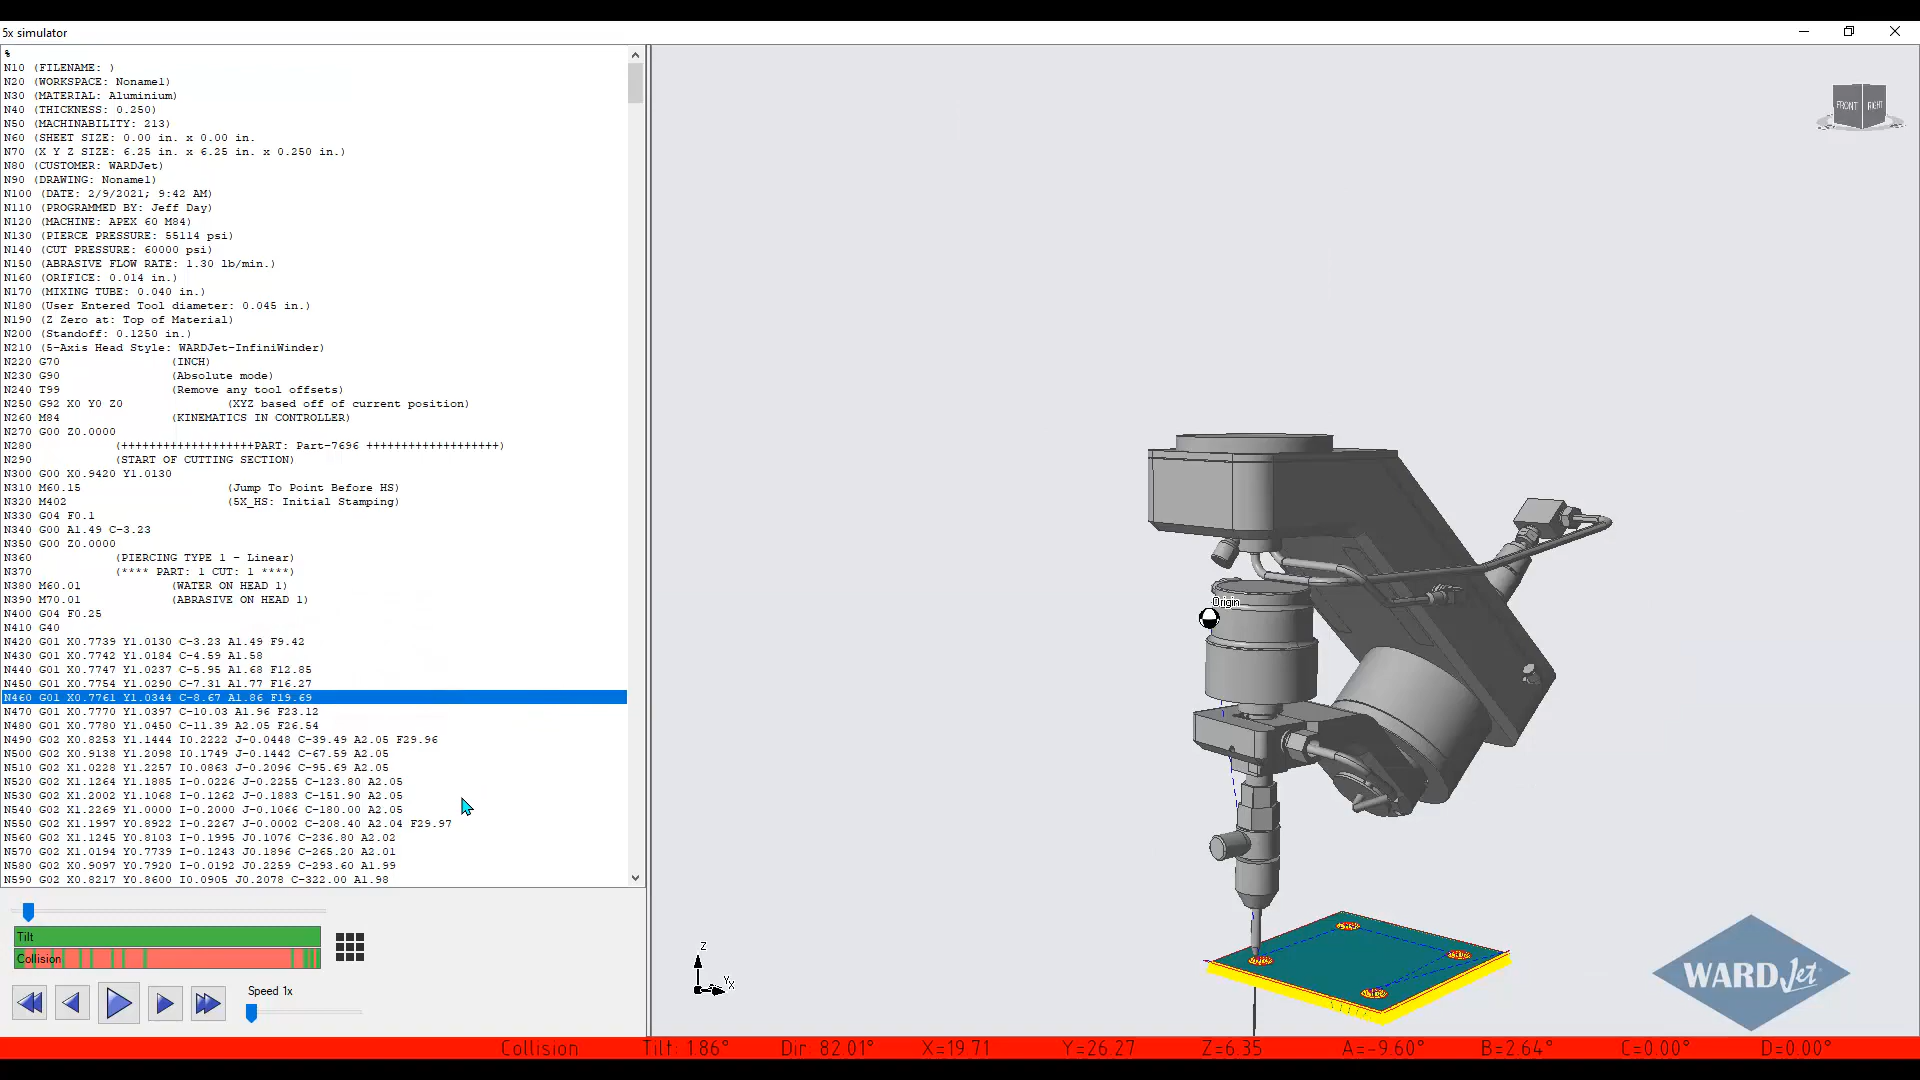 5x simulator
%
N10 (FILENAME: )
N20 (WORKSPACE: Noname1)
N30 (MATERIAL: Aluminium)
N40 (THICKNESS: 0.250)
N50 (MACHINABILITY: 213)
N60 (SHEET SIZE: 0.00 in. x 0.00 in.
N70 (X Y Z SIZE: 6.25 in. x 6.25 in. x 0.250 in.)
N80 (CUSTOMER: WARDJet)
N90 (DRAWING: Noname1)
N100 (DATE: 2/9/2021; 9:42 AM)
N110 (PROGRAMMED BY: Jeff Day)
N120 (MACHINE: APEX 60 M84)
N130 (PIERCE PRESSURE: 55114 psi)
N140 (CUT PRESSURE: 60000 psi)
N150 (ABRASIVE FLOW RATE: 1.30 lb/min.)
N160 (ORIFICE: 0.014 in.)
N170 (MIXING TUBE: 0.040 in.)
N180 (User Entered Tool diameter: 0.045 in.)
N190 (Z Zero at: Top of Material)
N200 (Standoff: 0.1250 in.)
N210 (5-Axis Head Style: WARDJet-InfiniWinder)
N220 G70 (INCH)
N230 G90 (Absolute mode)
N240 T99 (Remove any tool offsets)
N250 G92 X0 Y0 Z0 (XYZ based off of current position)
N260 M84 (KINEMATICS IN CONTROLLER)
N270 G00 Z0.0000
N280 (+++++++++++++++++++PART: Part-7696 +++++++++++++++++++)
N290 (START OF CUTTING SECTION)
N300 G00 X0.9420 Y1.0130
N310 M60.15 (Jump To Point Before HS)
N320 M402 (5X_HS: Initial Stamping)
N330 G04 F0.1
N340 G00 A1.49 C-3.23
N350 G00 Z0.0000
N360 (PIERCING TYPE 1 - Linear)
N370 (**** PART: 1 CUT: 1 ****)
N380 M60.01 (WATER ON HEAD 1)
N390 M70.01 (ABRASIVE ON HEAD 1)
N400 G04 F0.25
N410 G40
N420 G01 X0.7739 Y1.0130 C-3.23 A1.49 F9.42
N430 G01 X0.7742 Y1.0184 C-4.59 A1.58
N440 G01 X0.7747 Y1.0237 C-5.95 A1.68 F12.85
N450 G01 X0.7754 Y1.0290 C-7.31 A1.77 F16.27
N460 G01 X0.7761 Y1.0344 C-8.67 A1.86 F19.69
N470 G01 X0.7770 Y1.0397 C-10.03 A1.96 F23.12
N480 G01 X0.7780 Y1.0450 C-11.39 A2.05 F26.54
N490 G02 X0.8253 Y1.1444 I0.2222 J-0.0448 C-39.49 A2.05 F29.96
N500 G02 X0.9138 Y1.2098 I0.1749 J-0.1442 C-67.59 A2.05
N510 G02 X1.0228 Y1.2257 I0.0863 J-0.2096 C-95.69 A2.05
N520 G02 X1.1264 Y1.1885 I-0.0226 J-0.2255 C-123.80 A2.05
N530 G02 X1.2002 Y1.1068 I-0.1262 J-0.1883 C-151.90 A2.05
N540 G02 X1.2269 Y1.0000 I-0.2000 J-0.1066 C-180.00 A2.05
N550 G02 X1.1997 Y0.8922 I-0.2267 J-0.0002 C-208.40 A2.04 F29.97
N560 G02 X1.1245 Y0.8103 I-0.1995 J0.1076 C-236.80 A2.02
N570 G02 X1.0194 Y0.7739 I-0.1243 J0.1896 C-265.20 A2.01
N580 G02 X0.9097 Y0.7920 I-0.0192 J0.2259 C-293.60 A1.99
N590 G02 X0.8217 Y0.8600 I0.0905 J0.2078 C-322.00 A1.98
Tilt
Collision
Speed 1x
FRONT RIGHT
Origin
Z
Y
X
WARDJet
Collision Tilt: 1.86° Dir: 82.01° X=19.71 Y=26.27 Z=6.35 A=-9.60° B=2.64° C=0.00° D=0.00°